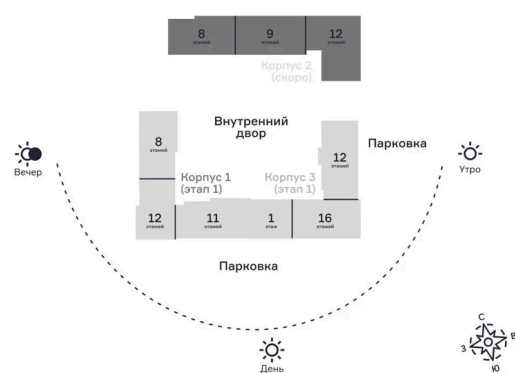 8
этажей
9
этажей
12
этажей
Корпус 2
(скоро)
Внутренний
двор
8
этажей
12
этажей
Парковка
Вечер
Утро
Корпус 1
(этап 1)
Корпус 3
(этап 1)
12
этажей
11
этажей
1
этаж
16
этажей
Парковка
День
С
В
З
Ю